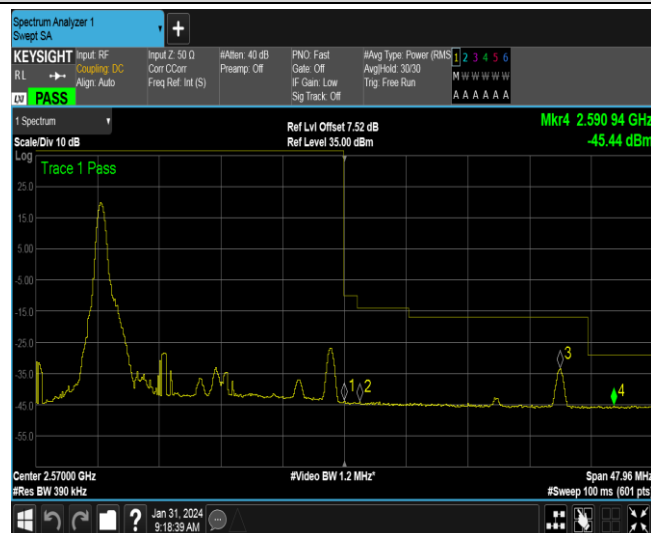 Spectrum Analyzer 1
Swept SA
KEYSIGHT
RL
LXI PASS
Input: RF
Coupling: DC
Align: Auto
Input Z: 50 Ω
Corr CCorr
Freq Ref: Int (S)
#Atten: 40 dB
Preamp: Off
PNO: Fast
Gate: Off
IF Gain: Low
Sig Track: Off
#Avg Type: Power (RMS
Avg|Hold: 30/30
Trig: Free Run
1 2 3 4 5 6
M W W W W W
A A A A A A
1 Spectrum
Scale/Div 10 dB
Ref Lvl Offset 7.52 dB
Ref Level 35.00 dBm
Mkr4 2.590 94 GHz
-45.44 dBm
Log
Trace 1 Pass
25.0
15.0
5.00
-5.00
-15.0
-25.0
-35.0
-45.0
-55.0
1
2
3
4
Center 2.57000 GHz
#Res BW 390 kHz
#Video BW 1.2 MHz*
Span 47.96 MHz
#Sweep 100 ms (601 pts)
?
Jan 31, 2024
9:18:39 AM